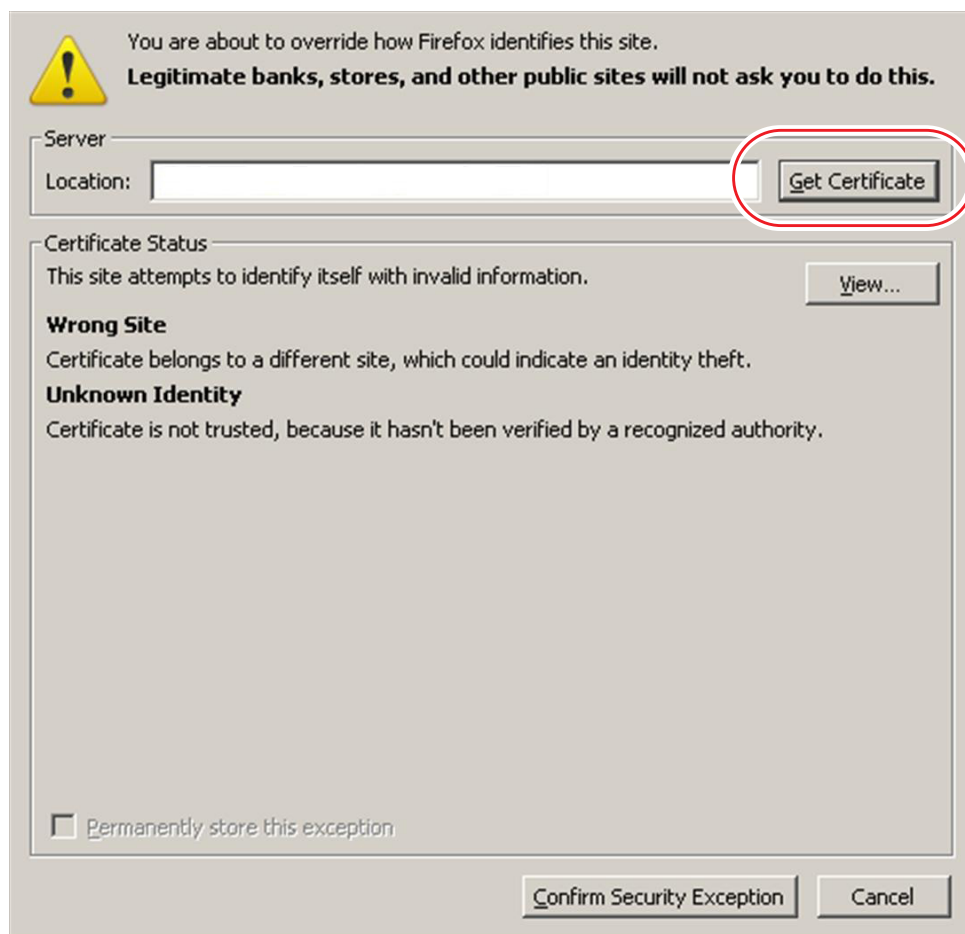 You are about to override how Firefox identifies this site.
Legitimate banks, stores, and other public sites will not ask you to do this.
Server
Location:
Get Certificate
Certificate Status
This site attempts to identify itself with invalid information.
View...
Wrong Site
Certificate belongs to a different site, which could indicate an identity theft.
Unknown Identity
Certificate is not trusted, because it hasn't been verified by a recognized authority.
Permanently store this exception
Confirm Security Exception
Cancel